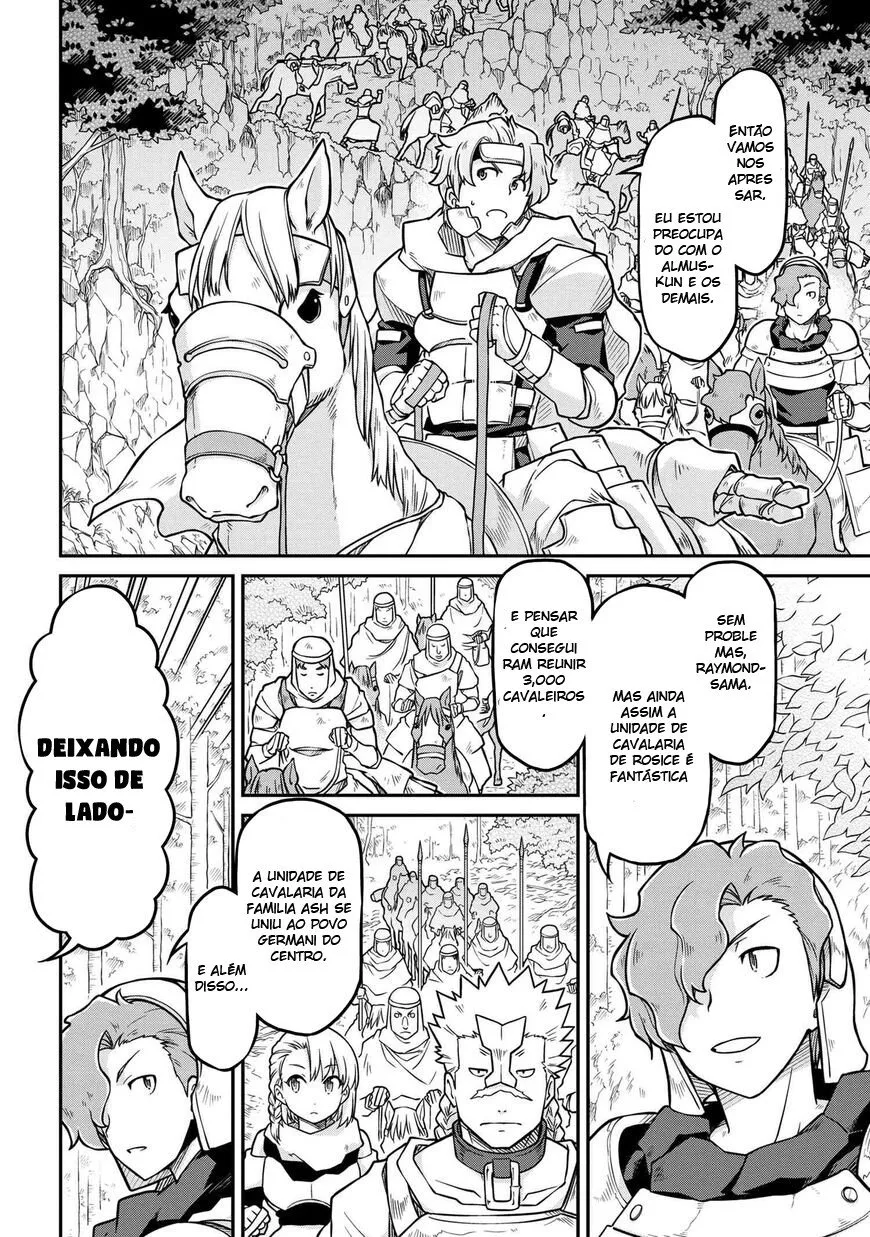 ENTÃO
VAMOS
NOS
APRES
SAR.
EU ESTOU
PREOCUPA
DO COM O
ALMUS-
KUN E OS
DEMAIS.
SEM
PROBLE
MAS,
RAYMOND-
SAMA.
MAS AINDA
ASSIM A
UNIDADE DE
CAVALARIA
DE ROSICE É
FANTÁSTICA
E PENSAR
QUE
CONSEGUI
RAM REUNIR
3,000
CAVALEIROS
.
A UNIDADE DE
CAVALARIA DA
FAMILIA ASH SE
UNIU AO POVO
GERMANI DO
CENTRO.
E ALÉM
DISSO...
DEIXANDO
ISSO DE
LADO-